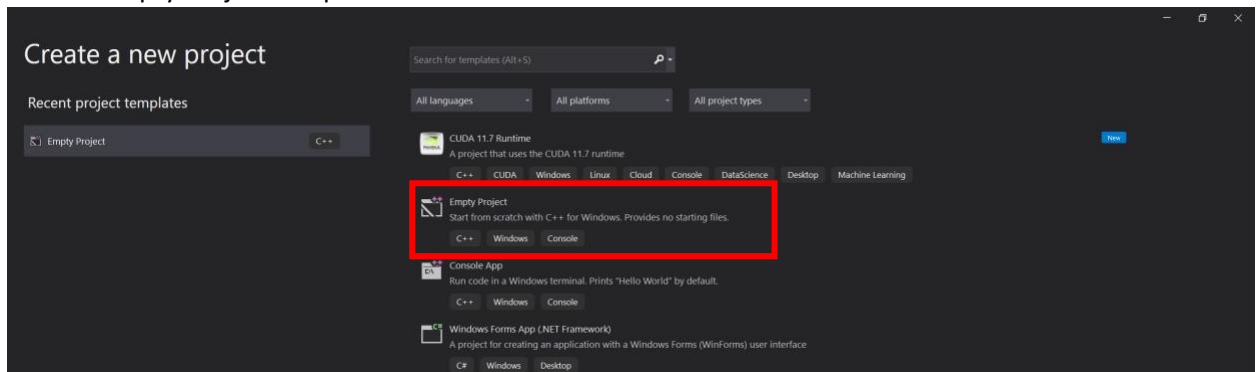 Create a new project
Search for templates (Alt+S)
Recent project templates
All languages
All platforms
All project types
Empty Project
C++
CUDA 11.7 Runtime
New
A project that uses the CUDA 11.7 runtime
C++ CUDA Windows Linux Cloud Console DataScience Desktop Machine Learning
Empty Project
Start from scratch with C++ for Windows. Provides no starting files.
C++ Windows Console
Console App
Run code in a Windows terminal. Prints "Hello World" by default.
C++ Windows Console
Windows Forms App (.NET Framework)
A project for creating an application with a Windows Forms (WinForms) user interface
C# Windows Desktop